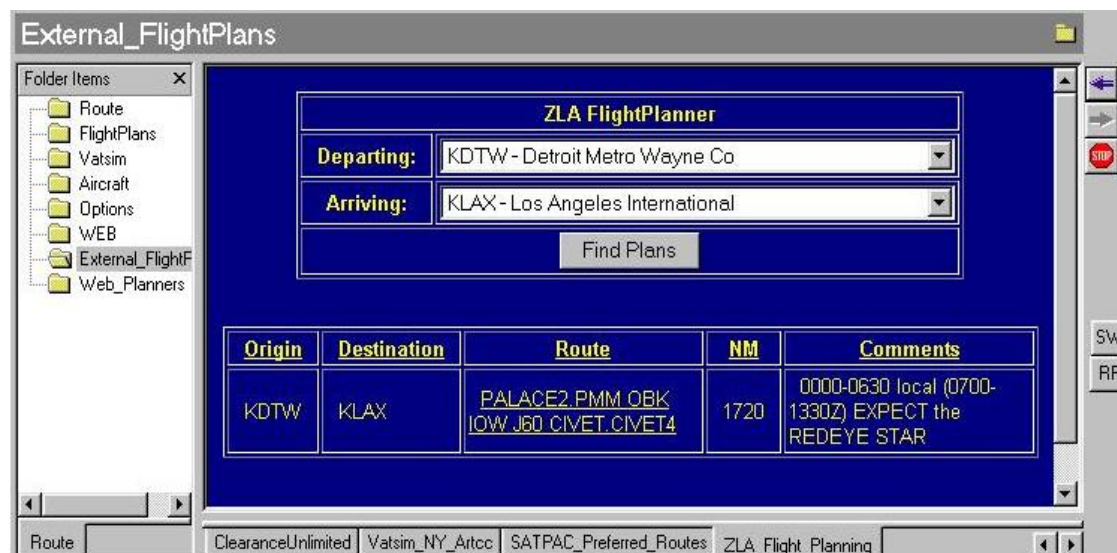 External_FlightPlans
Folder Items
Route
FlightPlans
Vatsim
Aircraft
Options
WEB
External_FlightF
Web_Planners
Route
ZLA FlightPlanner
Departing: KDTW - Detroit Metro Wayne Co
Arriving: KLAX - Los Angeles International
Find Plans
Origin Destination Route NM Comments
KDTW KLAX PALACE2.PMM OBK IOW J60 CIVET.CIVET4 1720 0000-0630 local (0700-1330Z) EXPECT the REDEYE STAR
ClearanceUnlimited Vatsim_NY_Artcc SATPAC_Preferred_Routes ZLA_Flight_Planning
STOP